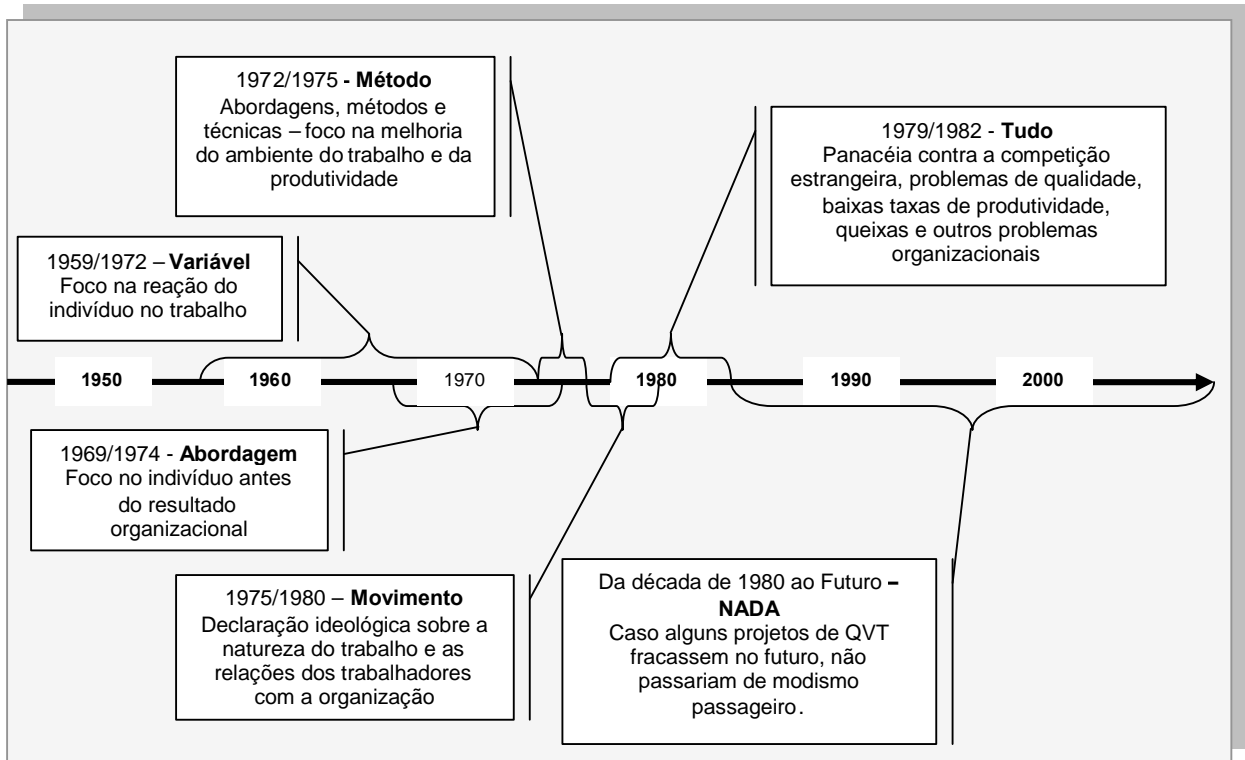 1972/1975 - Método
Abordagens, métodos e
técnicas – foco na melhoria
do ambiente do trabalho e da
produtividade
1979/1982 - Tudo
Panacéia contra a competição
estrangeira, problemas de qualidade,
baixas taxas de produtividade,
queixas e outros problemas
organizacionais
1959/1972 – Variável
Foco na reação do
indivíduo no trabalho
1950 1960 1970 1980 1990 2000
1969/1974 - Abordagem
Foco no indivíduo antes
do resultado
organizacional
1975/1980 – Movimento
Declaração ideológica sobre a
natureza do trabalho e as
relações dos trabalhadores
com a organização
Da década de 1980 ao Futuro –
NADA
Caso alguns projetos de QVT
fracassem no futuro, não
passariam de modismo
passageiro.